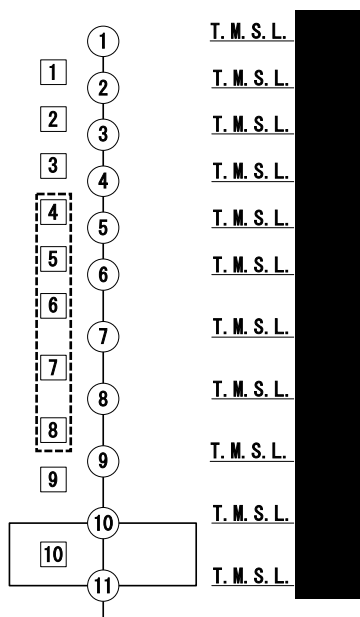 ① T. M. S. L.
1
② T. M. S. L.
2
③ T. M. S. L.
3
④ T. M. S. L.
4
⑤ T. M. S. L.
5
⑥ T. M. S. L.
6
⑦ T. M. S. L.
7
⑧ T. M. S. L.
8
⑨ T. M. S. L.
9
⑩ T. M. S. L.
10
⑪ T. M. S. L.